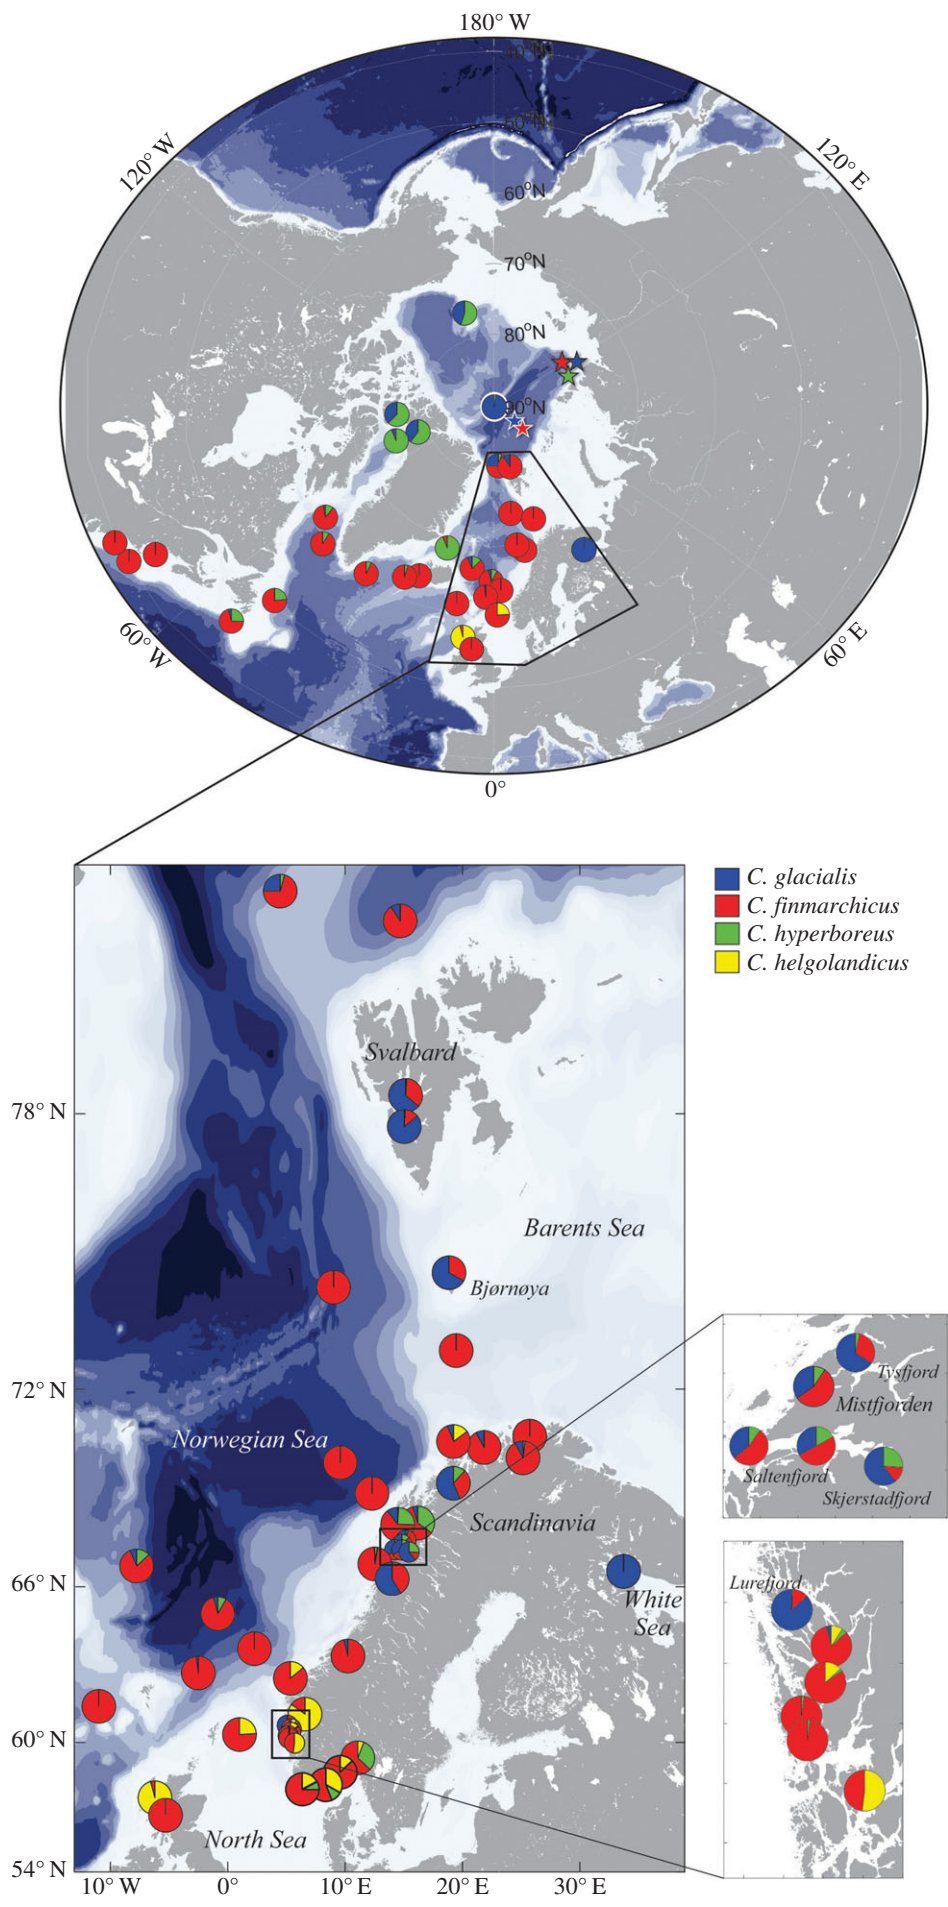 180° W
120° W
120° E
40°N
50°N
60°N
70°N
80°N
90°N
60° W
60° E
0°
C. glacialis
C. finmarchicus
C. hyperboreus
C. helgolandicus
Svalbard
78° N
Barents Sea
Bjørnøya
72° N
Norwegian Sea
Scandinavia
66° N
White
Sea
60° N
North Sea
54° N
10° W
0°
10° E
20° E
30° E
Tysfjord
Mistfjorden
Saltenfjord
Skjerstadfjord
Lurefjord